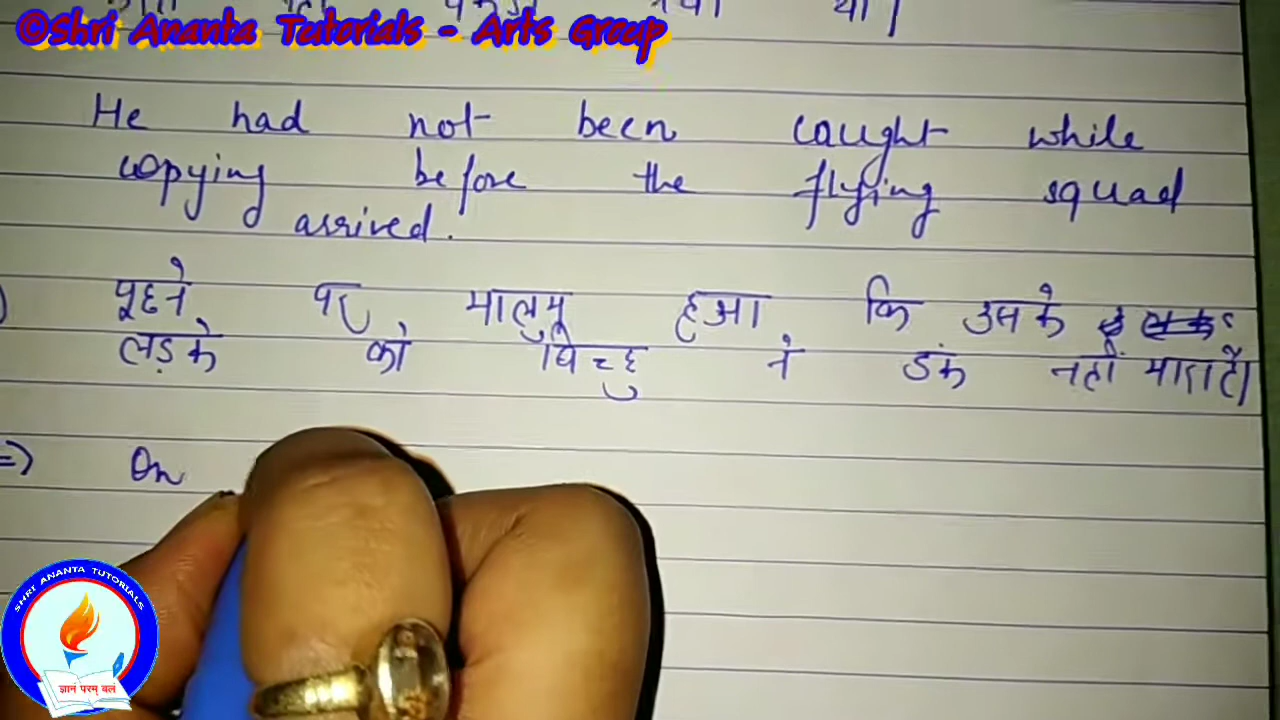 ©Shri Ananta Tutorials - Arts Group
He had not been caught while
copying before the flying squad
arrived.
पूछने पर मालुम हुआ कि उसके
लड़के को बिच्छु ने डंक नहीं मारा है।
=) On
SHRI ANANTA TUTORIALS
ज्ञानं परम् बलं